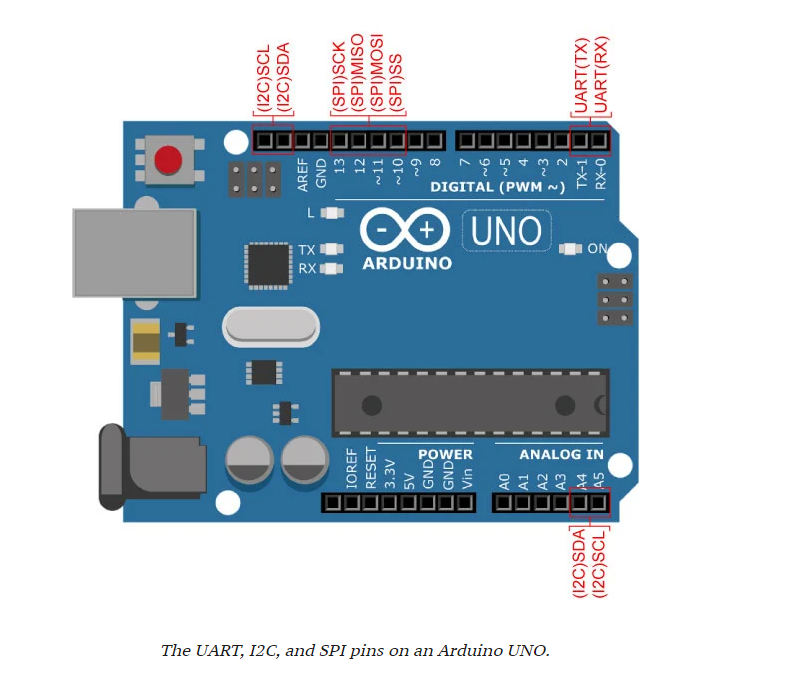 (I2C)SCL
(I2C)SDA
(SPI)SCK
(SPI)MISO
(SPI)MOSI
(SPI)SS
UART(TX)
UART(RX)
AREF
GND
13
12
~11
~10
~9
8
7
~6
~5
4
~3
2
TX-1
RX-0
DIGITAL (PWM ~)
L
TX
RX
- +
UNO
ARDUINO
ON
POWER
ANALOG IN
IOREF
RESET
3.3V
5V
GND
GND
Vin
A0
A1
A2
A3
A4
A5
(I2C)SDA
(I2C)SCL
The UART, I2C, and SPI pins on an Arduino UNO.